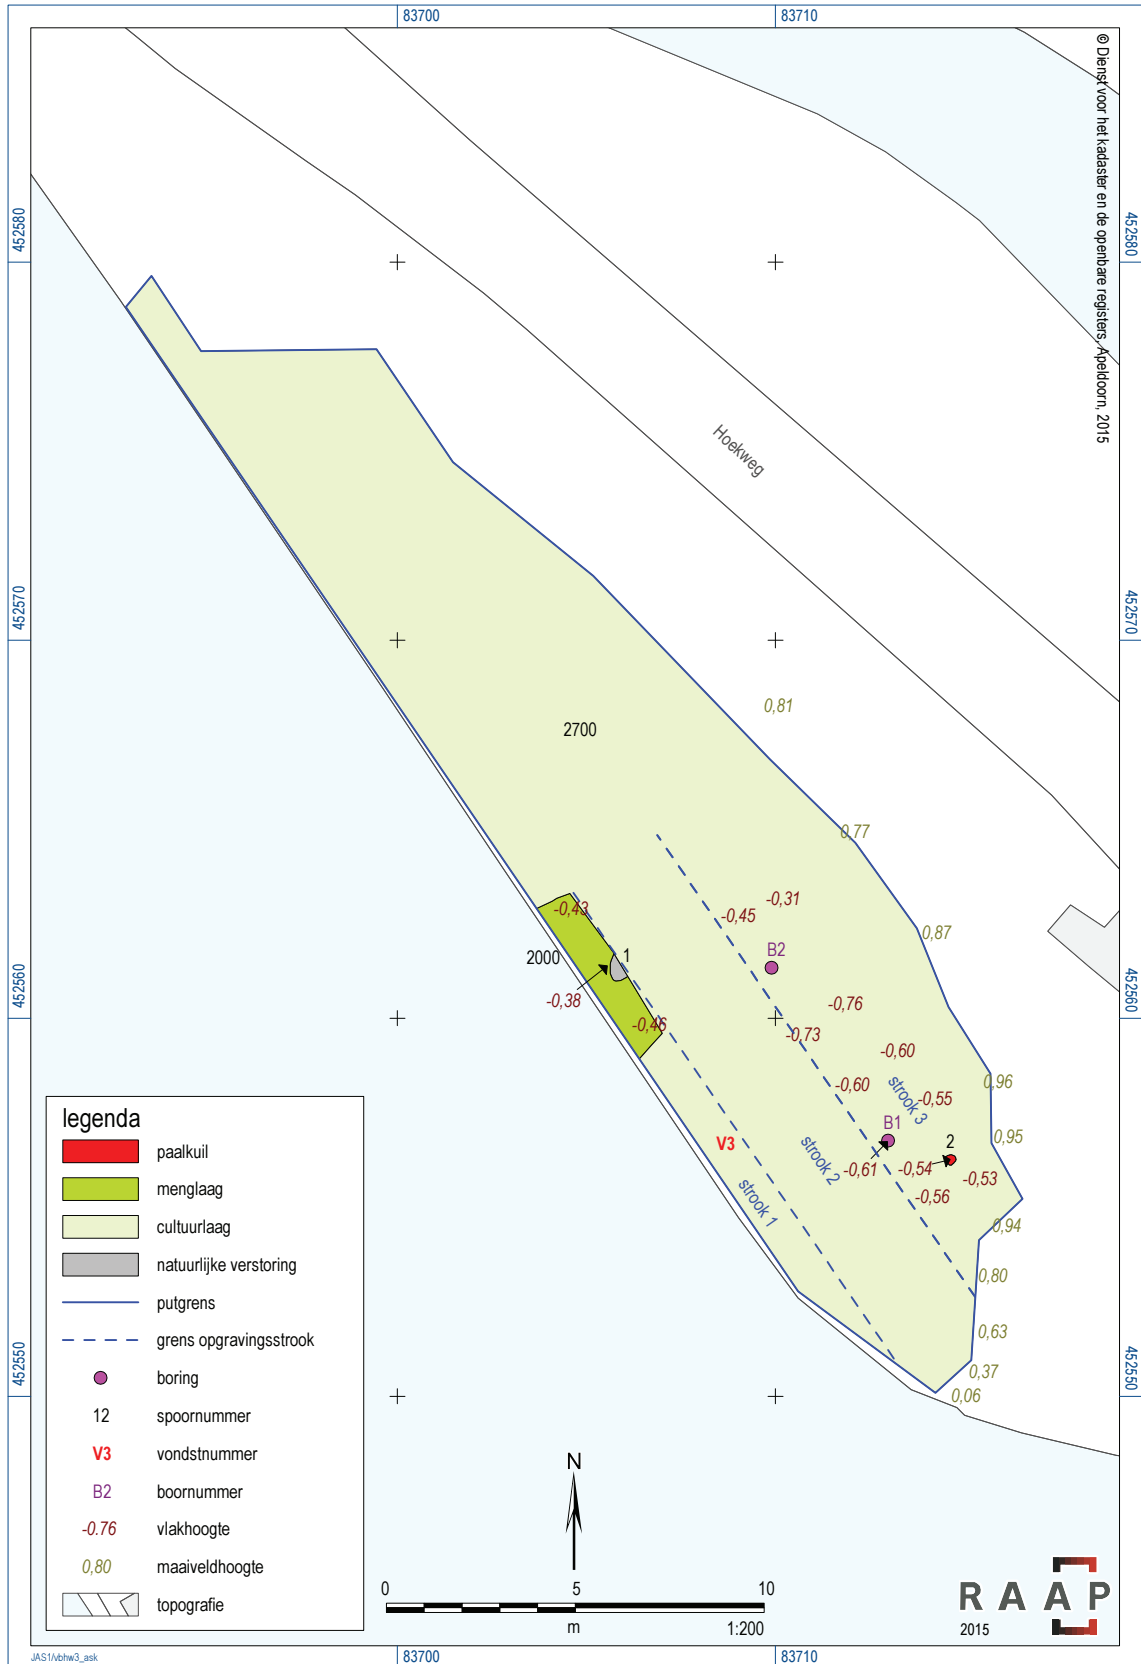 83700
83710
© Dienst voor het kadaster en de openbare registers, Apeldoorn, 2015
452580
452580
Hoekweg
452570
452570
0,81
2700
0,77
-0,31
-0,43
-0,45
0,87
2000
1
B2
-0,38
-0,76
452560
452560
-0,46
-0,73
-0,60
-0,60
strook 3
0,96
-0,55
B1
V3
strook 2
2
0,95
-0,61
-0,54
-0,53
strook 1
-0,56
0,94
0,80
0,63
0,37
0,06
452550
452550
legenda
paalkuil
menglaag
cultuurlaag
natuurlijke verstoring
putgrens
grens opgravingsstrook
boring
12 spoornummer
V3 vondstnummer
B2 boornummer
-0.76 vlakhoogte
0,80 maaiveldhoogte
topografie
N
0 5 10
m 1:200
RAAP
2015
JAS1/vbhw3_ask
83700
83710